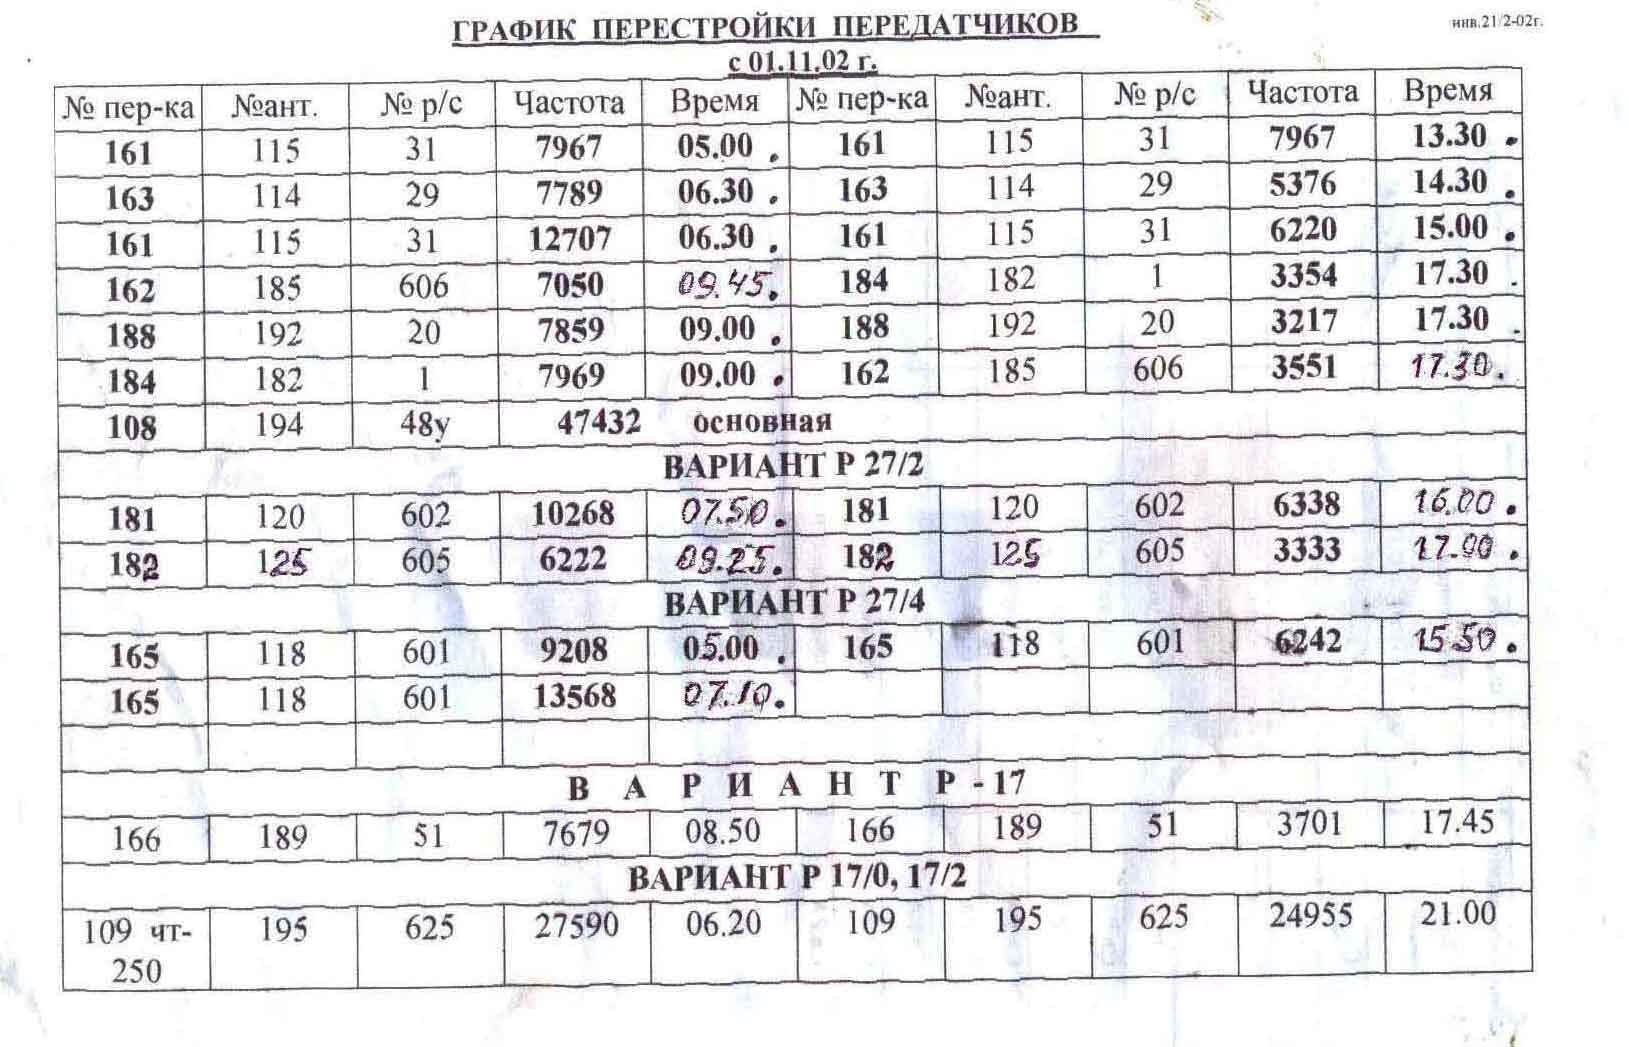 ГРАФИК ПЕРЕСТРОЙКИ ПЕРЕДАТЧИКОВ
инв.21/2-02г.
с 01.11.02 г.
№ пер-ка №ант. № р/с Частота Время № пер-ка №ант. № р/с Частота Время
161 115 31 7967 05.00 . 161 115 31 7967 13.30 .
163 114 29 7789 06.30 . 163 114 29 5376 14.30 .
161 115 31 12707 06.30 . 161 115 31 6220 15.00 .
162 185 606 7050 09.45. 184 182 1 3354 17.30 .
188 192 20 7859 09.00 . 188 192 20 3217 17.30 .
184 182 1 7969 09.00 . 162 185 606 3551 17.30.
108 194 48у 47432 основная
ВАРИАНТ Р 27/2
181 120 602 10268 07.50. 181 120 602 6338 16.00 .
182 125 605 6222 09.25. 182 125 605 3333 17.00 .
ВАРИАНТ Р 27/4
165 118 601 9208 05.00 . 165 118 601 6242 15.50 .
165 118 601 13568 07.10.
В А Р И А Н Т Р - 17
166 189 51 7679 08.50 166 189 51 3701 17.45
ВАРИАНТ Р 17/0, 17/2
109 чт- 195 625 27590 06.20 109 195 625 24955 21.00
250